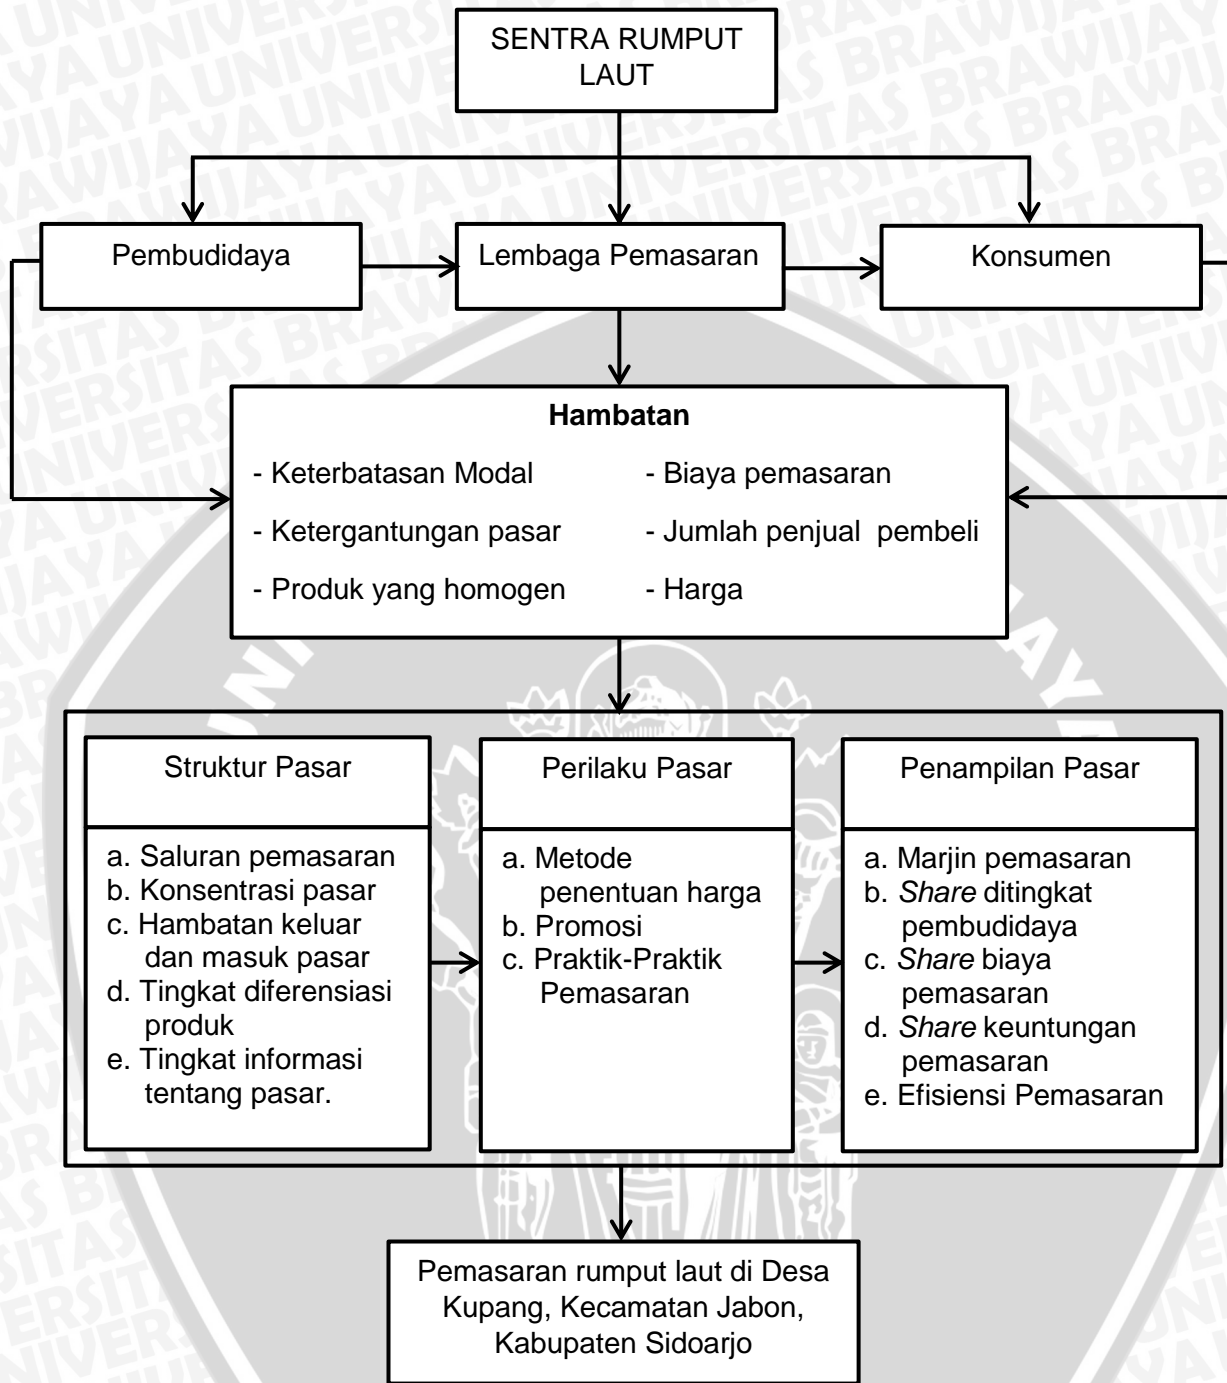 SENTRA RUMPUT
LAUT
Pembudidaya
Lembaga Pemasaran
Konsumen
Hambatan
- Keterbatasan Modal
- Biaya pemasaran
- Ketergantungan pasar
- Jumlah penjual pembeli
- Produk yang homogen
- Harga
Struktur Pasar
a. Saluran pemasaran
b. Konsentrasi pasar
c. Hambatan keluar
dan masuk pasar
d. Tingkat diferensiasi
produk
e. Tingkat informasi
tentang pasar.
Perilaku Pasar
a. Metode
penentuan harga
b. Promosi
c. Praktik-Praktik
Pemasaran
Penampilan Pasar
a. Marjin pemasaran
b. Share ditingkat
pembudidaya
c. Share biaya
pemasaran
d. Share keuntungan
pemasaran
e. Efisiensi Pemasaran
Pemasaran rumput laut di Desa
Kupang, Kecamatan Jabon,
Kabupaten Sidoarjo